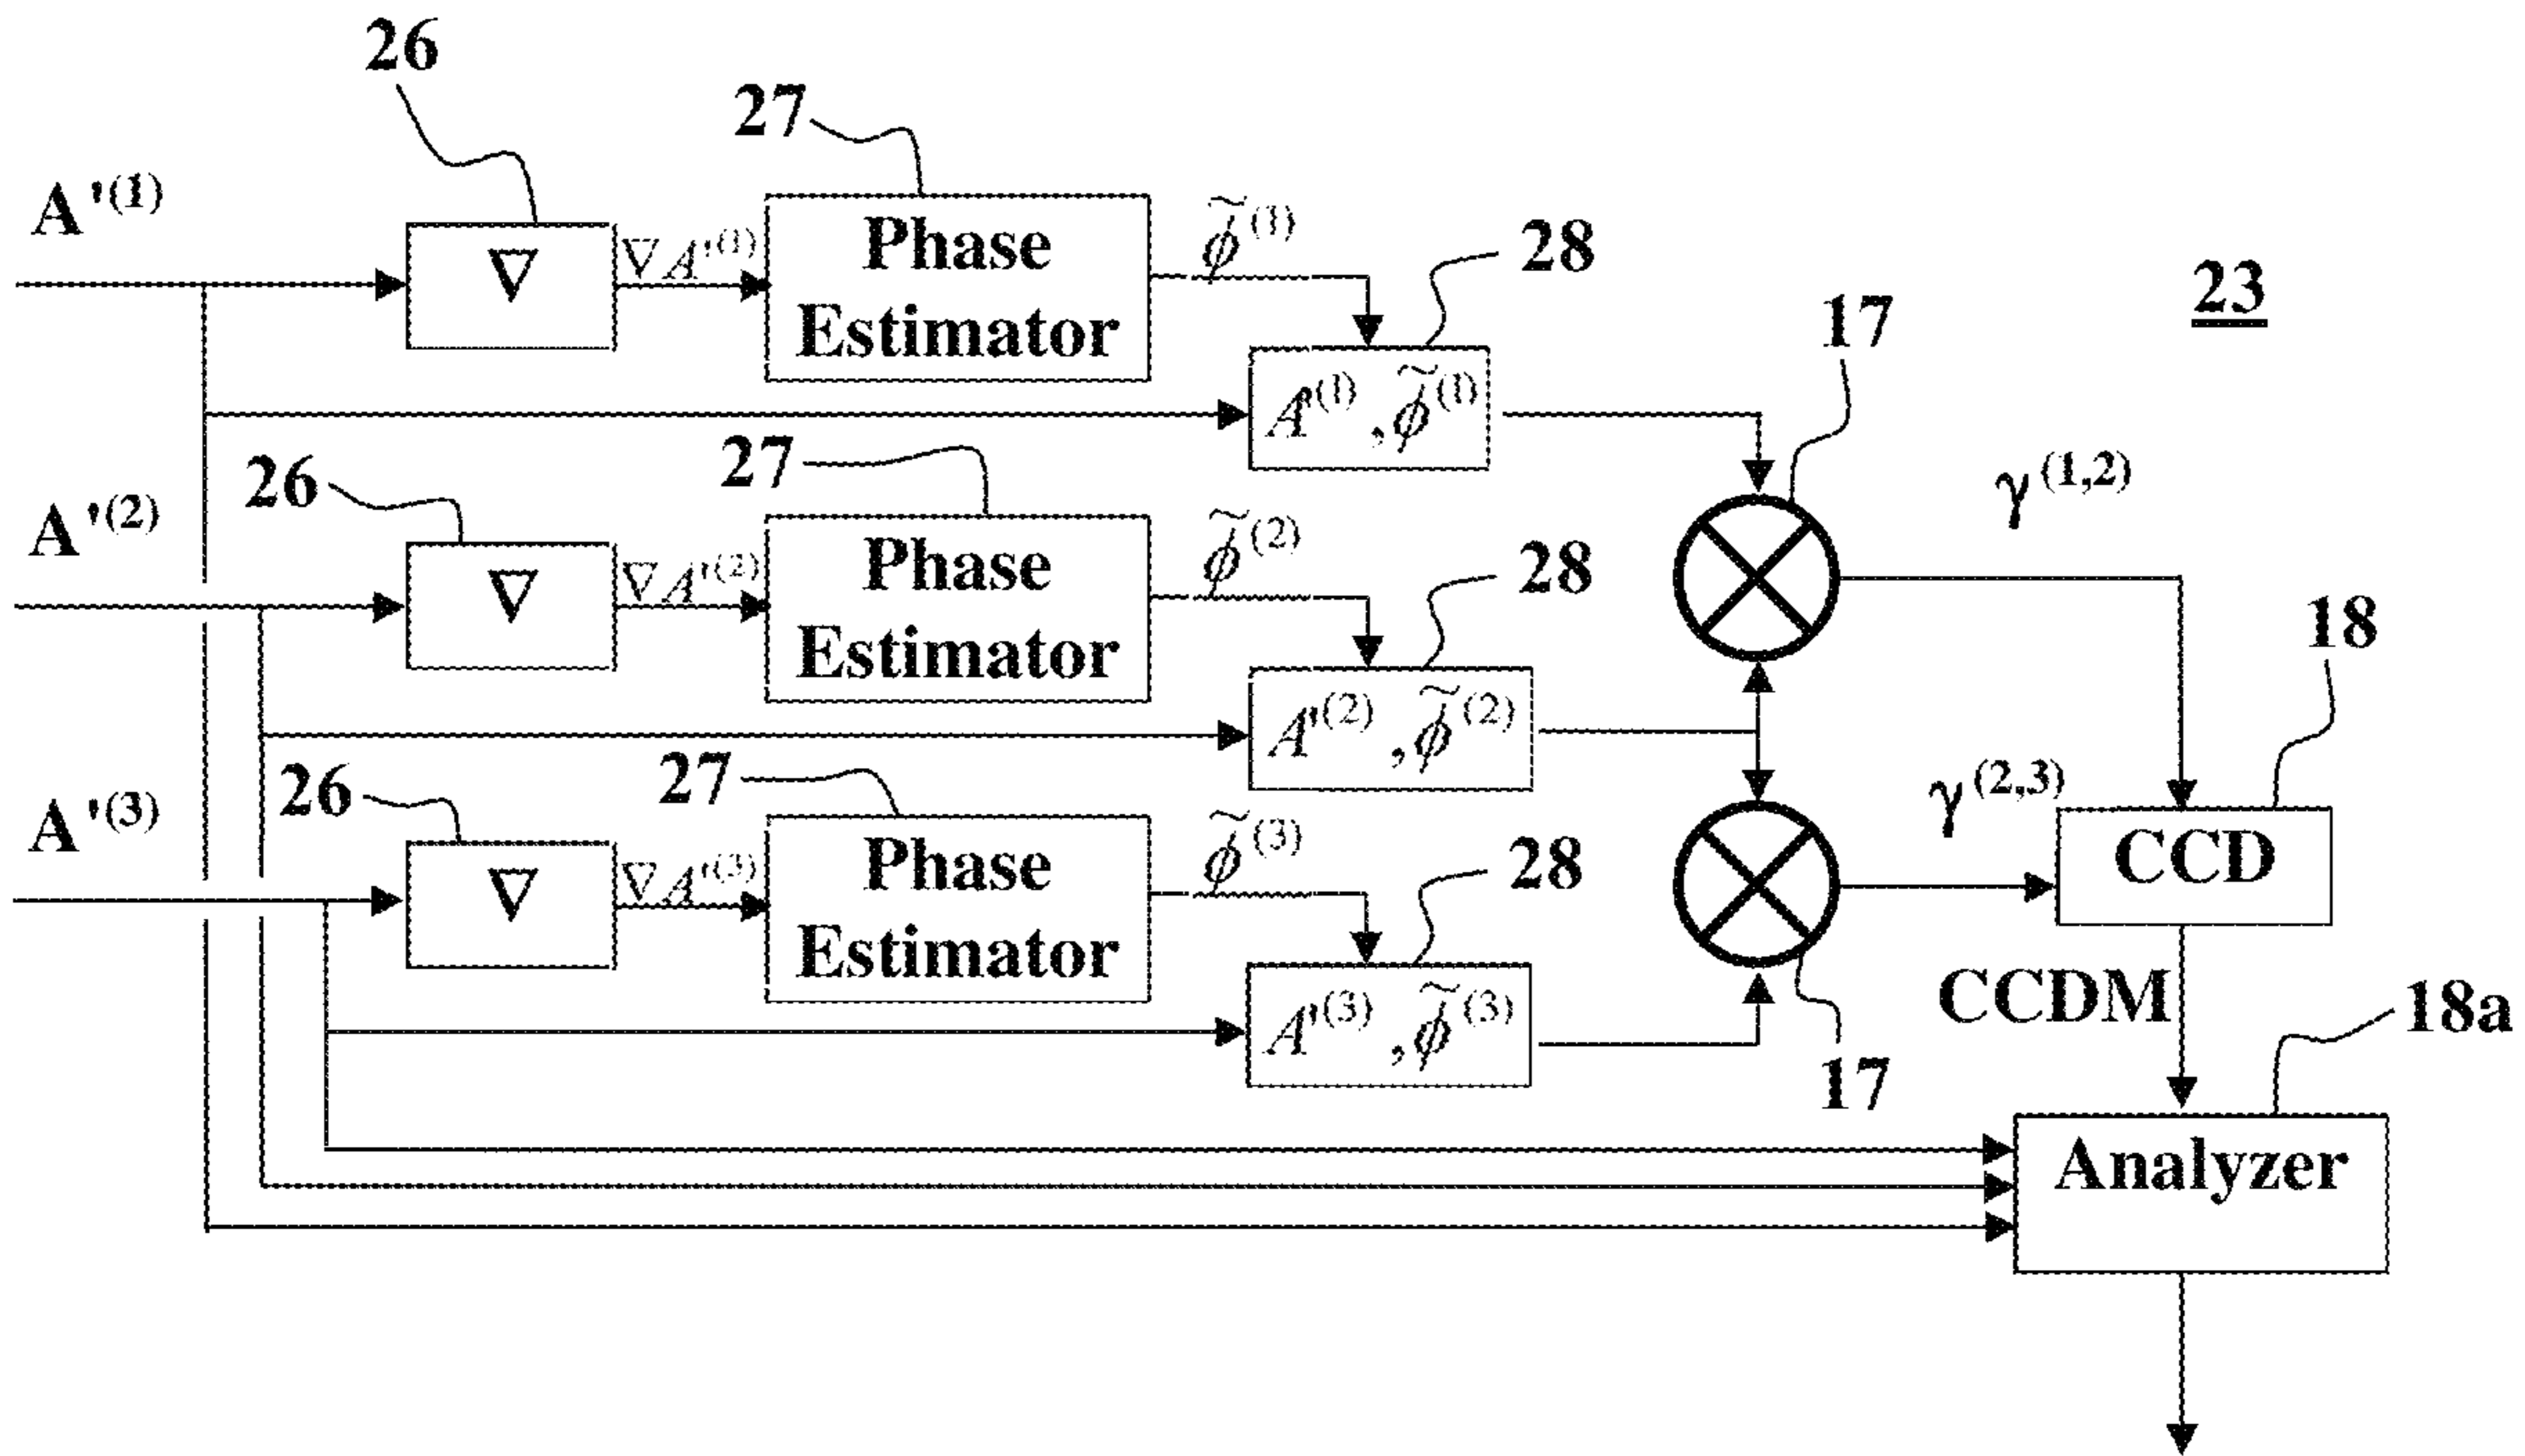 26
27
A'(1)
∇
∇A'(1)
Phase
Estimator
ϕ̃(1)
28
17
23
A'(1), ϕ̃(1)
26
27
A'(2)
∇
∇A'(2)
Phase
Estimator
ϕ̃(2)
28
γ(1,2)
18
A'(2), ϕ̃(2)
26
27
A'(3)
∇
∇A'(3)
Phase
Estimator
ϕ̃(3)
28
γ(2,3)
CCD
A'(3), ϕ̃(3)
17
CCDM
18a
Analyzer